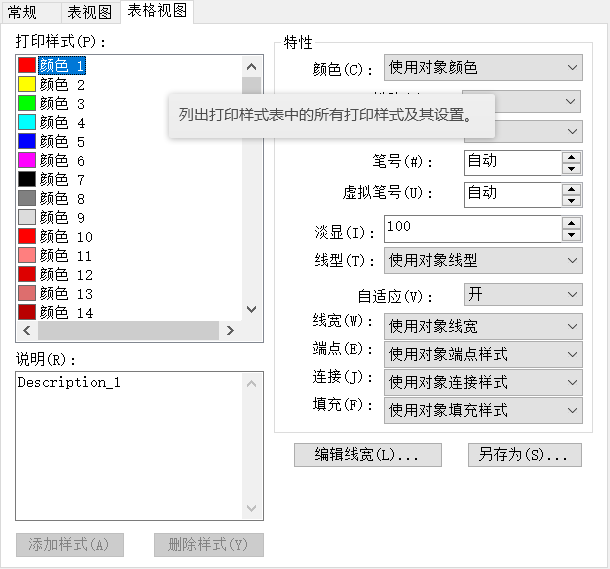 常规 表视图 表格视图
打印样式(P):
颜色 1
颜色 2
颜色 3
颜色 4
颜色 5
颜色 6
颜色 7
颜色 8
颜色 9
颜色 10
颜色 11
颜色 12
颜色 13
颜色 14
说明(R):
Description_1
添加样式(A) 删除样式(Y)
列出打印样式表中的所有打印样式及其设置。
特性
颜色(C): 使用对象颜色
笔号(#): 自动
虚拟笔号(U): 自动
淡显(I): 100
线型(T): 使用对象线型
自适应(V): 开
线宽(W): 使用对象线宽
端点(E): 使用对象端点样式
连接(J): 使用对象连接样式
填充(F): 使用对象填充样式
编辑线宽(L)... 另存为(S)...